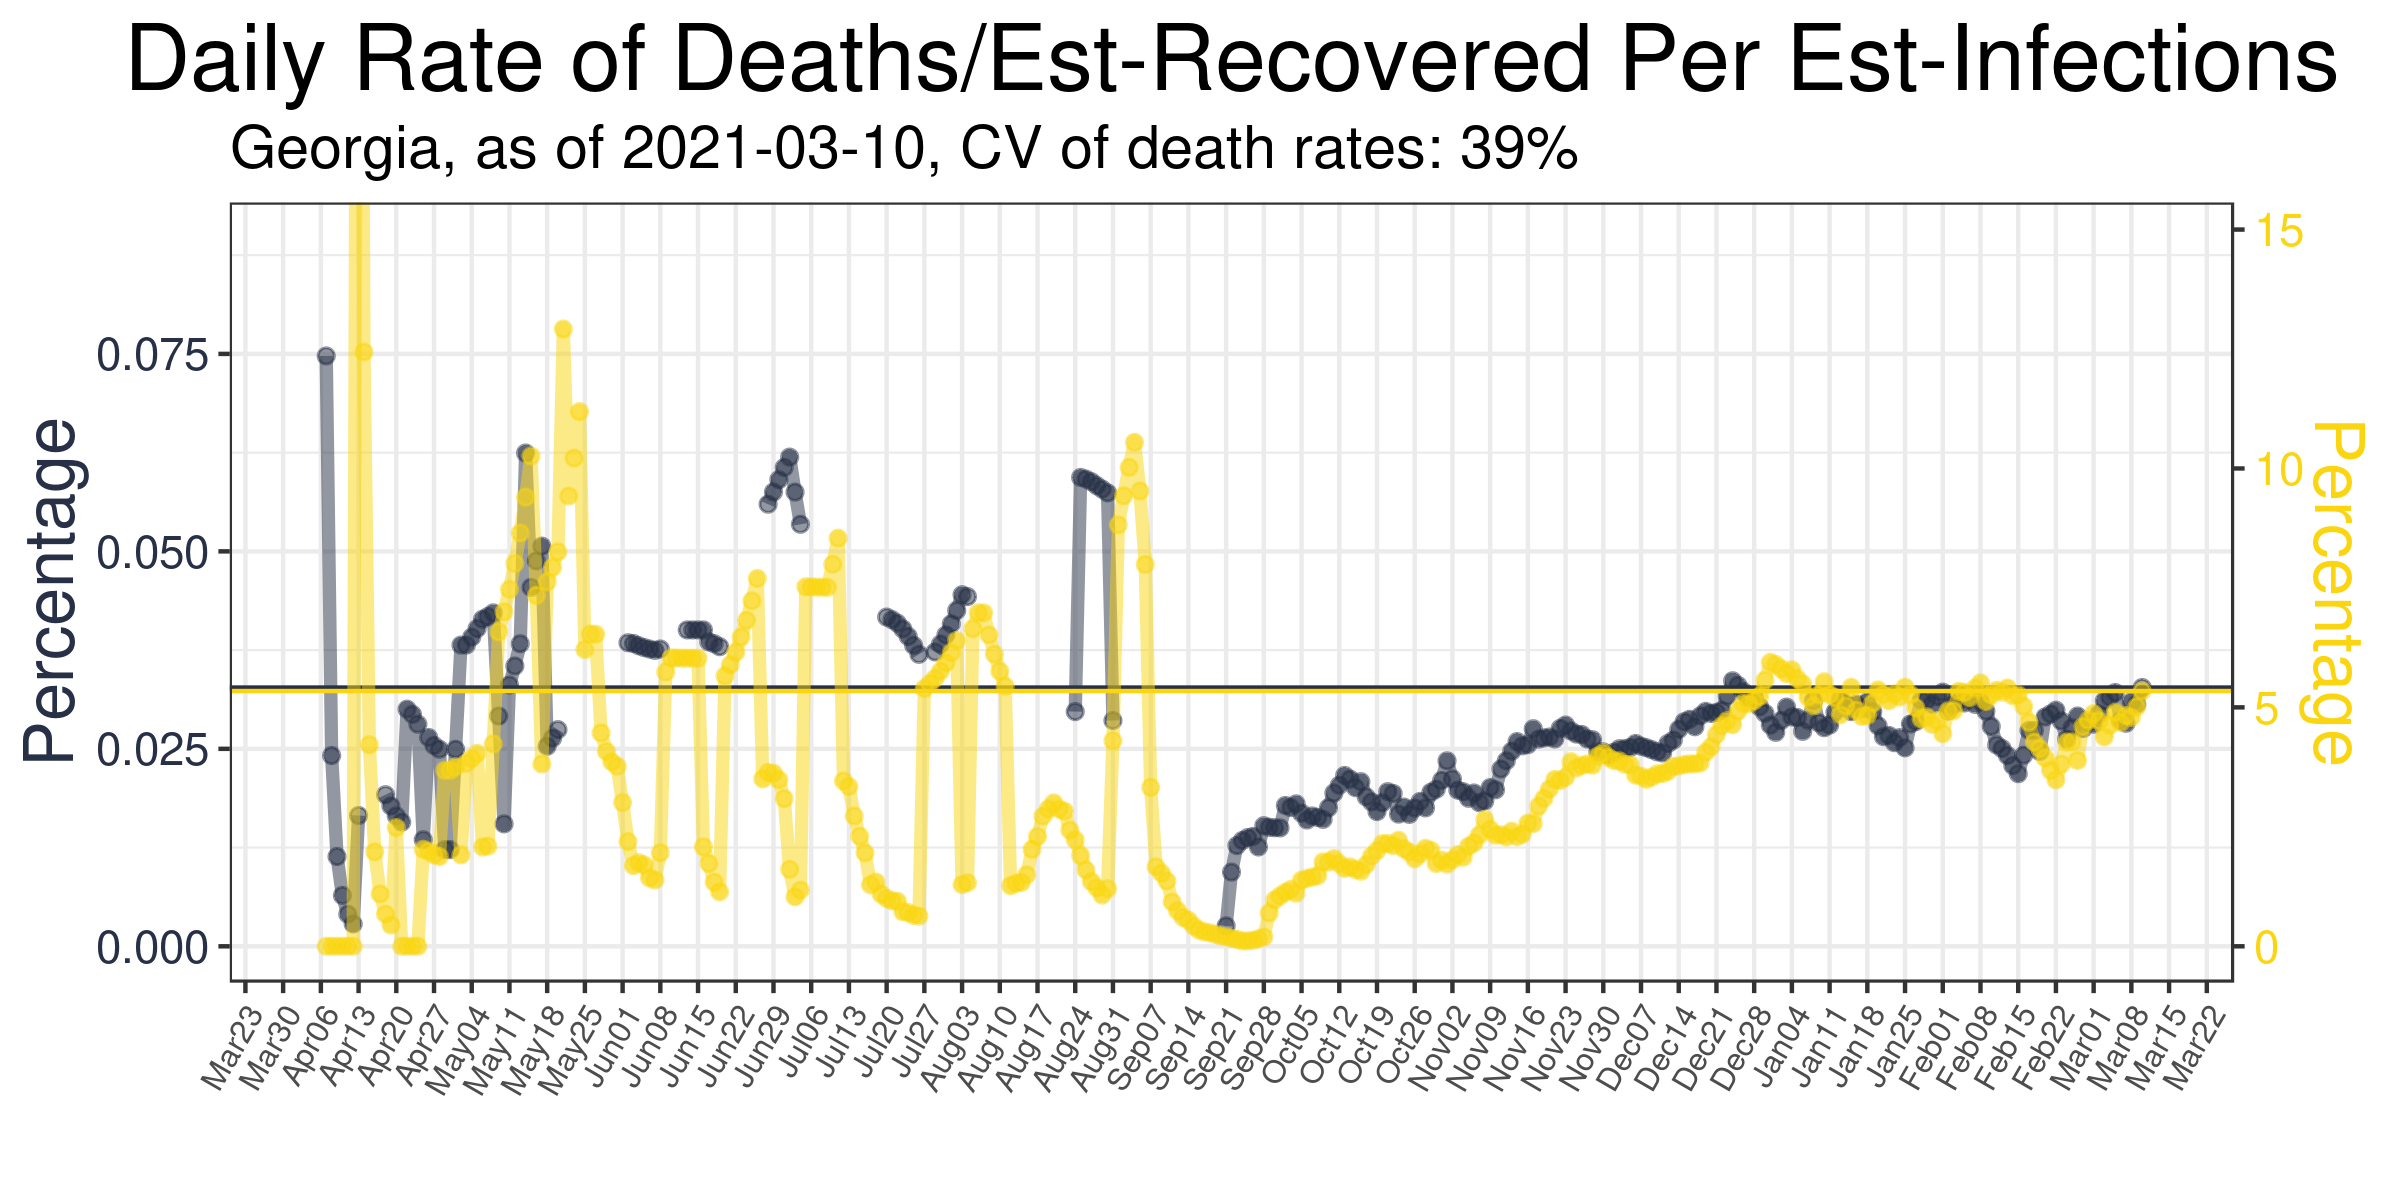 Daily Rate of Deaths/Est-Recovered Per Est-Infections
Georgia, as of 2021-03-10, CV of death rates: 39%
Percentage
0.075
0.050
0.025
0.000
15
10
5
0
Percentage
Mar23
Mar30
Apr06
Apr13
Apr20
Apr27
May04
May11
May18
May25
Jun01
Jun08
Jun15
Jun22
Jun29
Jul06
Jul13
Jul20
Jul27
Aug03
Aug10
Aug17
Aug24
Aug31
Sep07
Sep14
Sep21
Sep28
Oct05
Oct12
Oct19
Oct26
Nov02
Nov09
Nov16
Nov23
Nov30
Dec07
Dec14
Dec21
Dec28
Jan04
Jan11
Jan18
Jan25
Feb01
Feb08
Feb15
Feb22
Mar01
Mar08
Mar15
Mar22